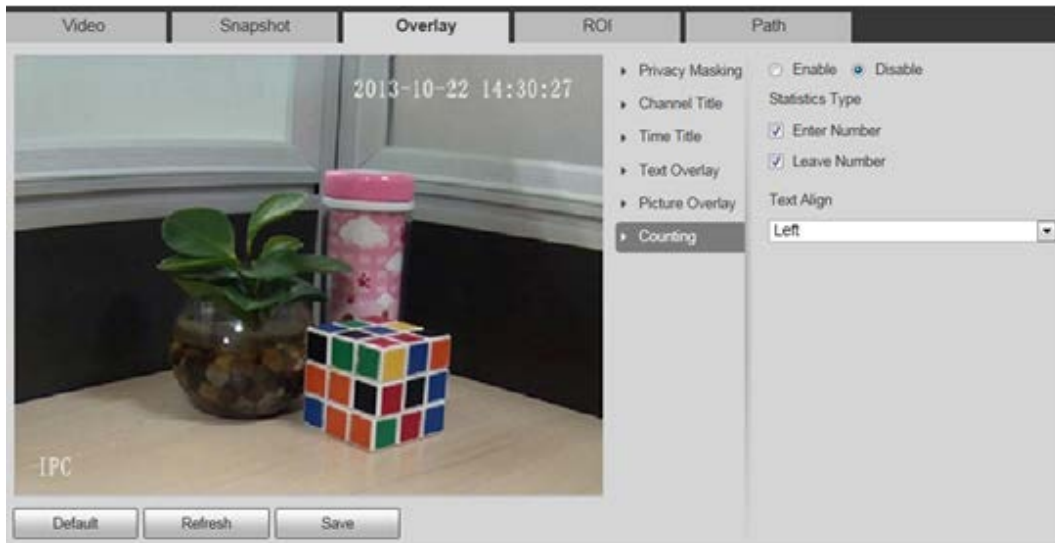 Video Snapshot Overlay ROI Path
2013-10-22 14:30:27
IPC
Privacy Masking
Channel Title
Time Title
Text Overlay
Picture Overlay
Counting
Enable Disable
Statistics Type
Enter Number
Leave Number
Text Align
Left
Default Refresh Save